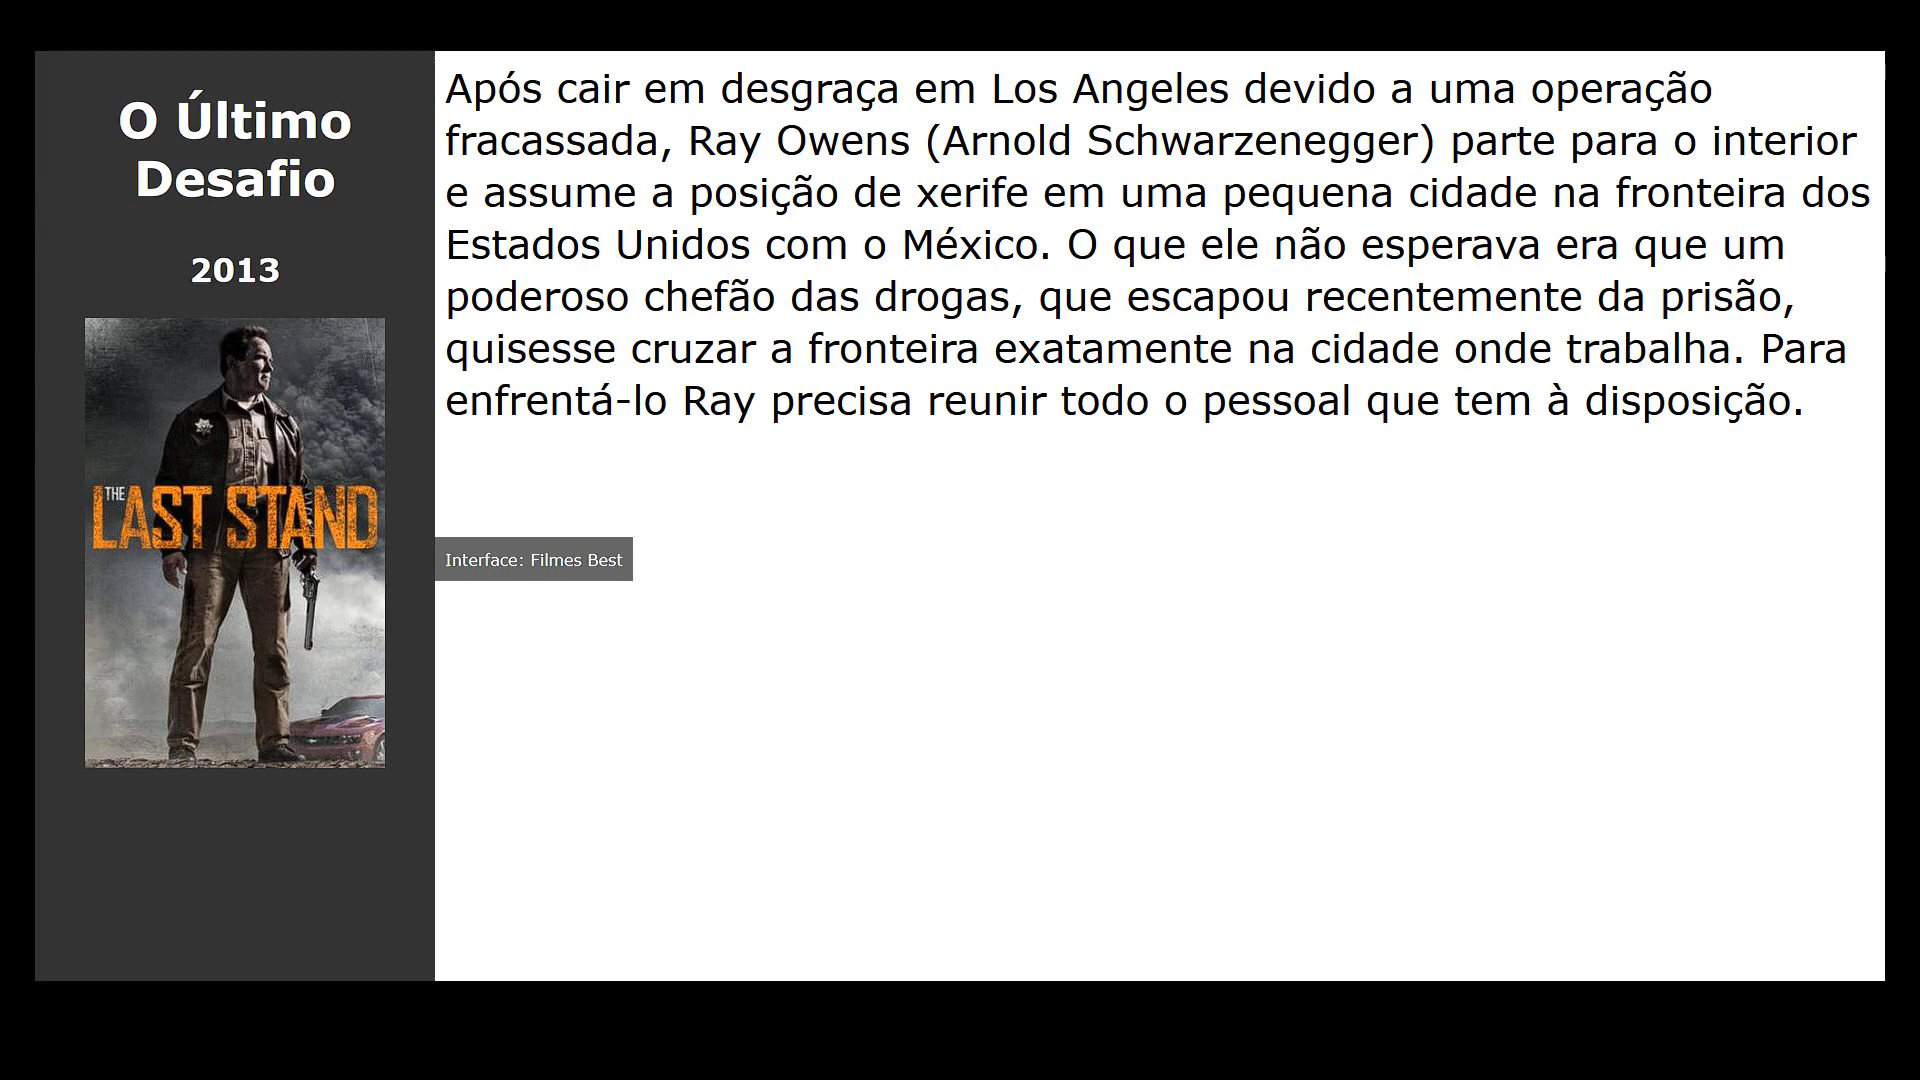 O Último
Desafio
2013
THE
LAST STAND
Após cair em desgraça em Los Angeles devido a uma operação
fracassada, Ray Owens (Arnold Schwarzenegger) parte para o interior
e assume a posição de xerife em uma pequena cidade na fronteira dos
Estados Unidos com o México. O que ele não esperava era que um
poderoso chefão das drogas, que escapou recentemente da prisão,
quisesse cruzar a fronteira exatamente na cidade onde trabalha. Para
enfrentá-lo Ray precisa reunir todo o pessoal que tem à disposição.
Interface: Filmes Best